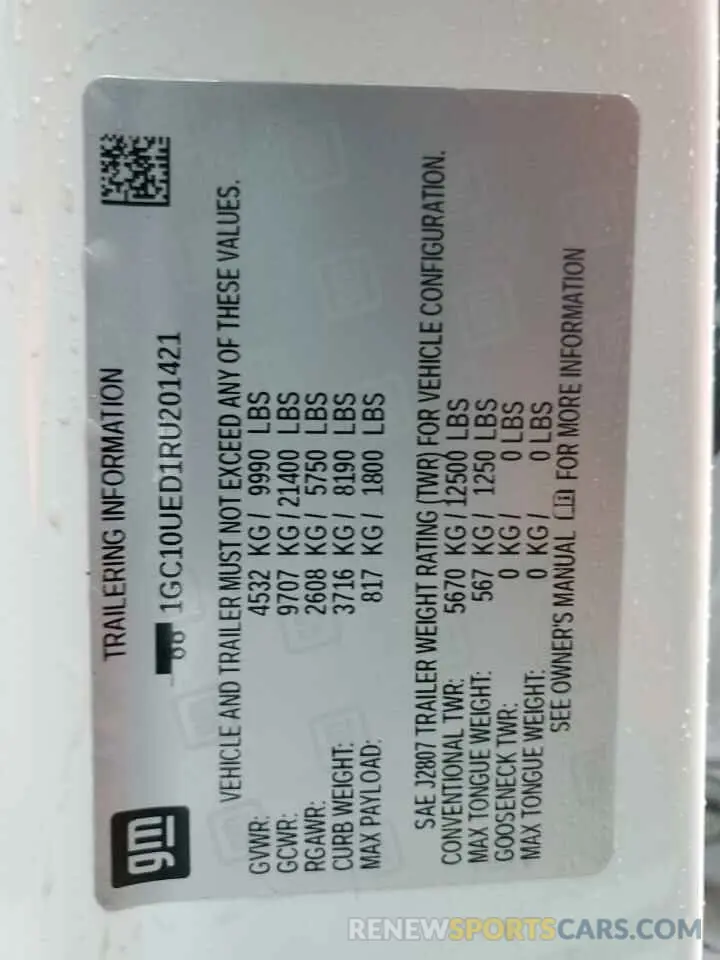 gm
TRAILERING INFORMATION
1GC10UED1RU201421
VEHICLE AND TRAILER MUST NOT EXCEED ANY OF THESE VALUES.
GVWR: 4532 KG / 9990 LBS
GCWR: 9707 KG / 21400 LBS
RGAWR: 2608 KG / 5750 LBS
CURB WEIGHT: 3716 KG / 8190 LBS
MAX PAYLOAD: 817 KG / 1800 LBS
SAE J2807 TRAILER WEIGHT RATING (TWR) FOR VEHICLE CONFIGURATION.
CONVENTIONAL TWR: 5670 KG / 12500 LBS
MAX TONGUE WEIGHT: 567 KG / 1250 LBS
GOOSENECK TWR: 0 KG / 0 LBS
MAX TONGUE WEIGHT: 0 KG / 0 LBS
SEE OWNER'S MANUAL FOR MORE INFORMATION
RENEWSPORTSCARS.COM